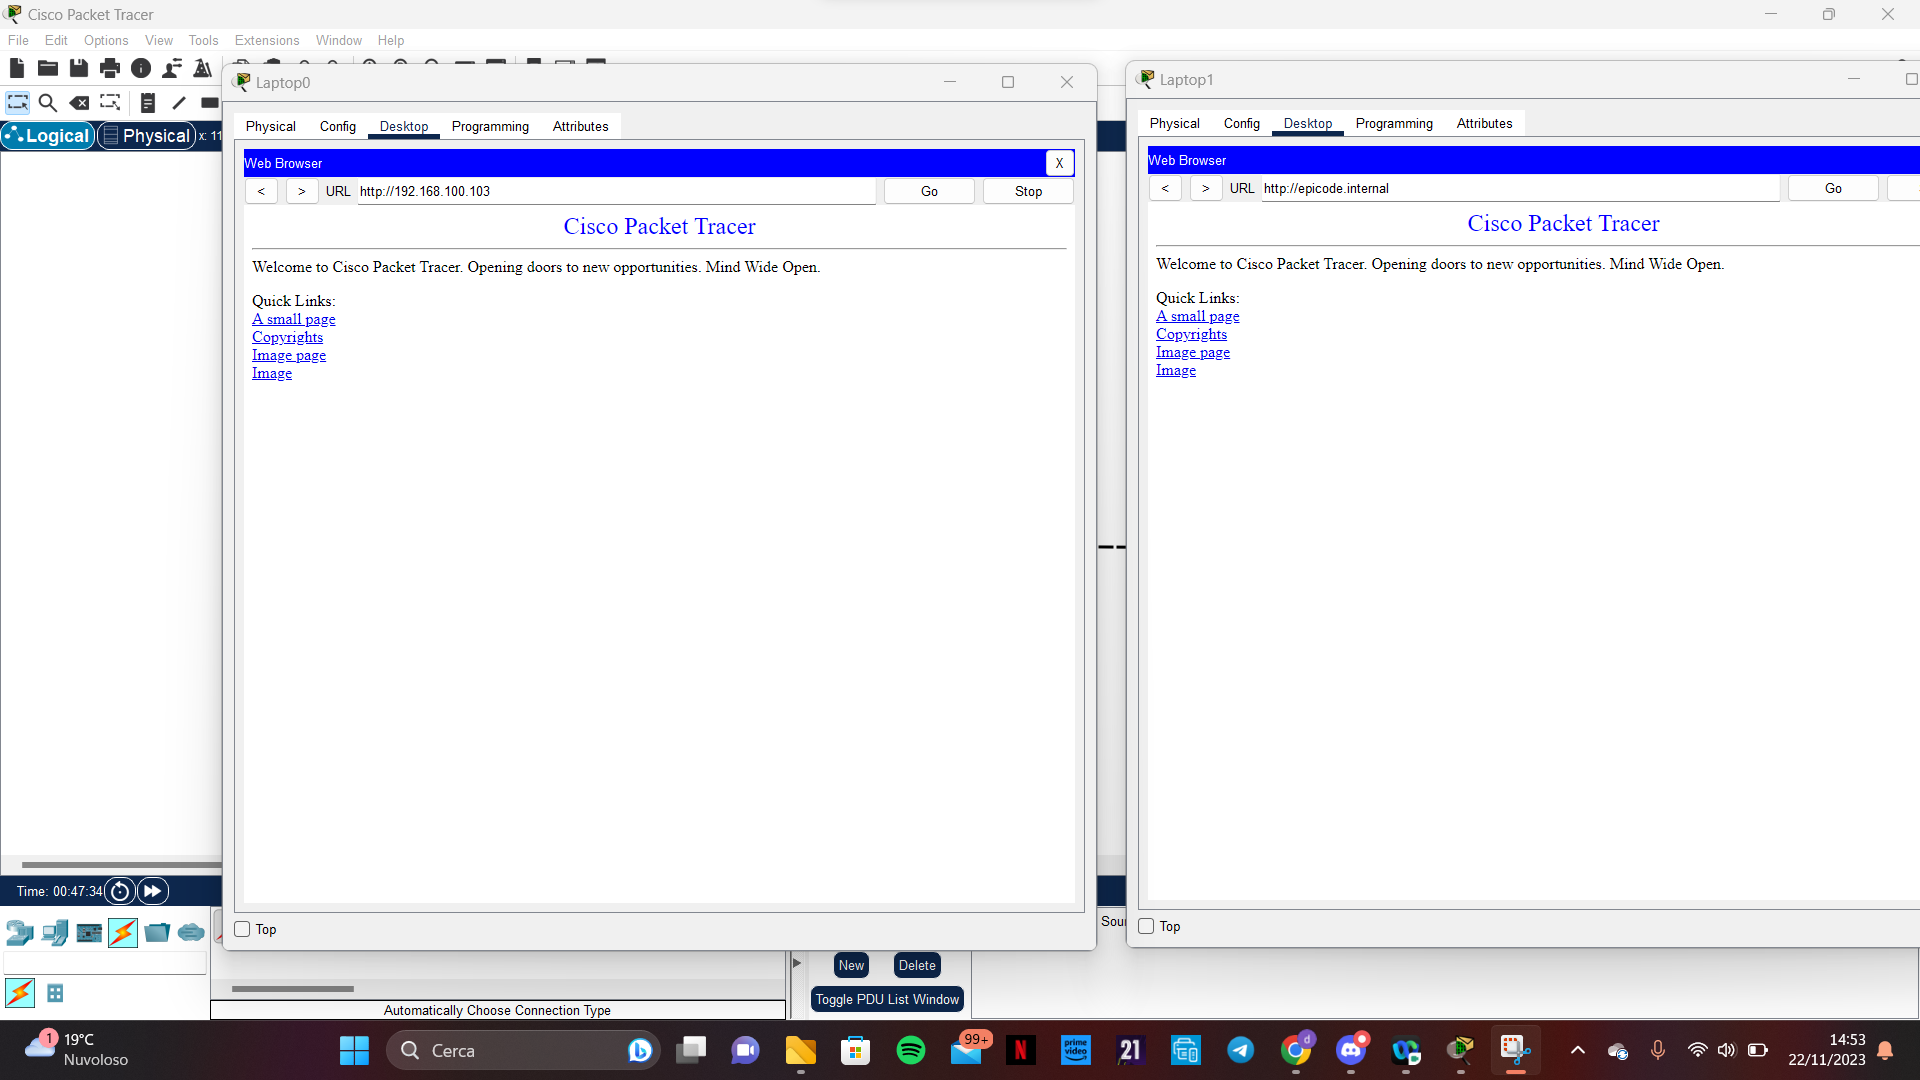 Cisco Packet Tracer
File Edit Options View Tools Extensions Window Help
Logical Physical x: 11
Laptop0
Physical Config Desktop Programming Attributes
Web Browser X
< > URL http://192.168.100.103 Go Stop
Cisco Packet Tracer
Welcome to Cisco Packet Tracer. Opening doors to new opportunities. Mind Wide Open.
Quick Links:
A small page
Copyrights
Image page
Image
Top
Laptop1
Physical Config Desktop Programming Attributes
Web Browser
< > URL http://epicode.internal Go
Cisco Packet Tracer
Welcome to Cisco Packet Tracer. Opening doors to new opportunities. Mind Wide Open.
Quick Links:
A small page
Copyrights
Image page
Image
Top
Time: 00:47:34
Sour
New Delete
Toggle PDU List Window
Automatically Choose Connection Type
1 19°C
Nuvoloso
Cerca
99+
N
prime video
21
d
14:53
22/11/2023